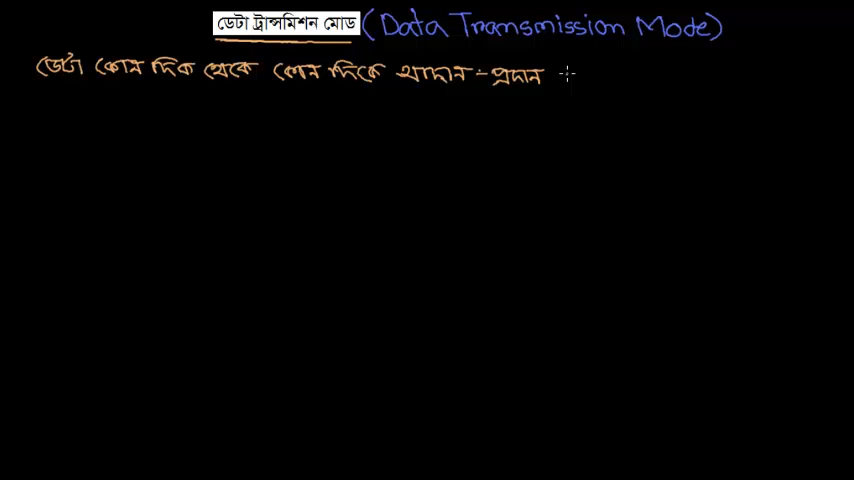 ডেটা ট্রান্সমিশন মোড (Data Transmission Mode)
ডেটা কোন দিক থেকে কোন দিকে আদান-প্রদান